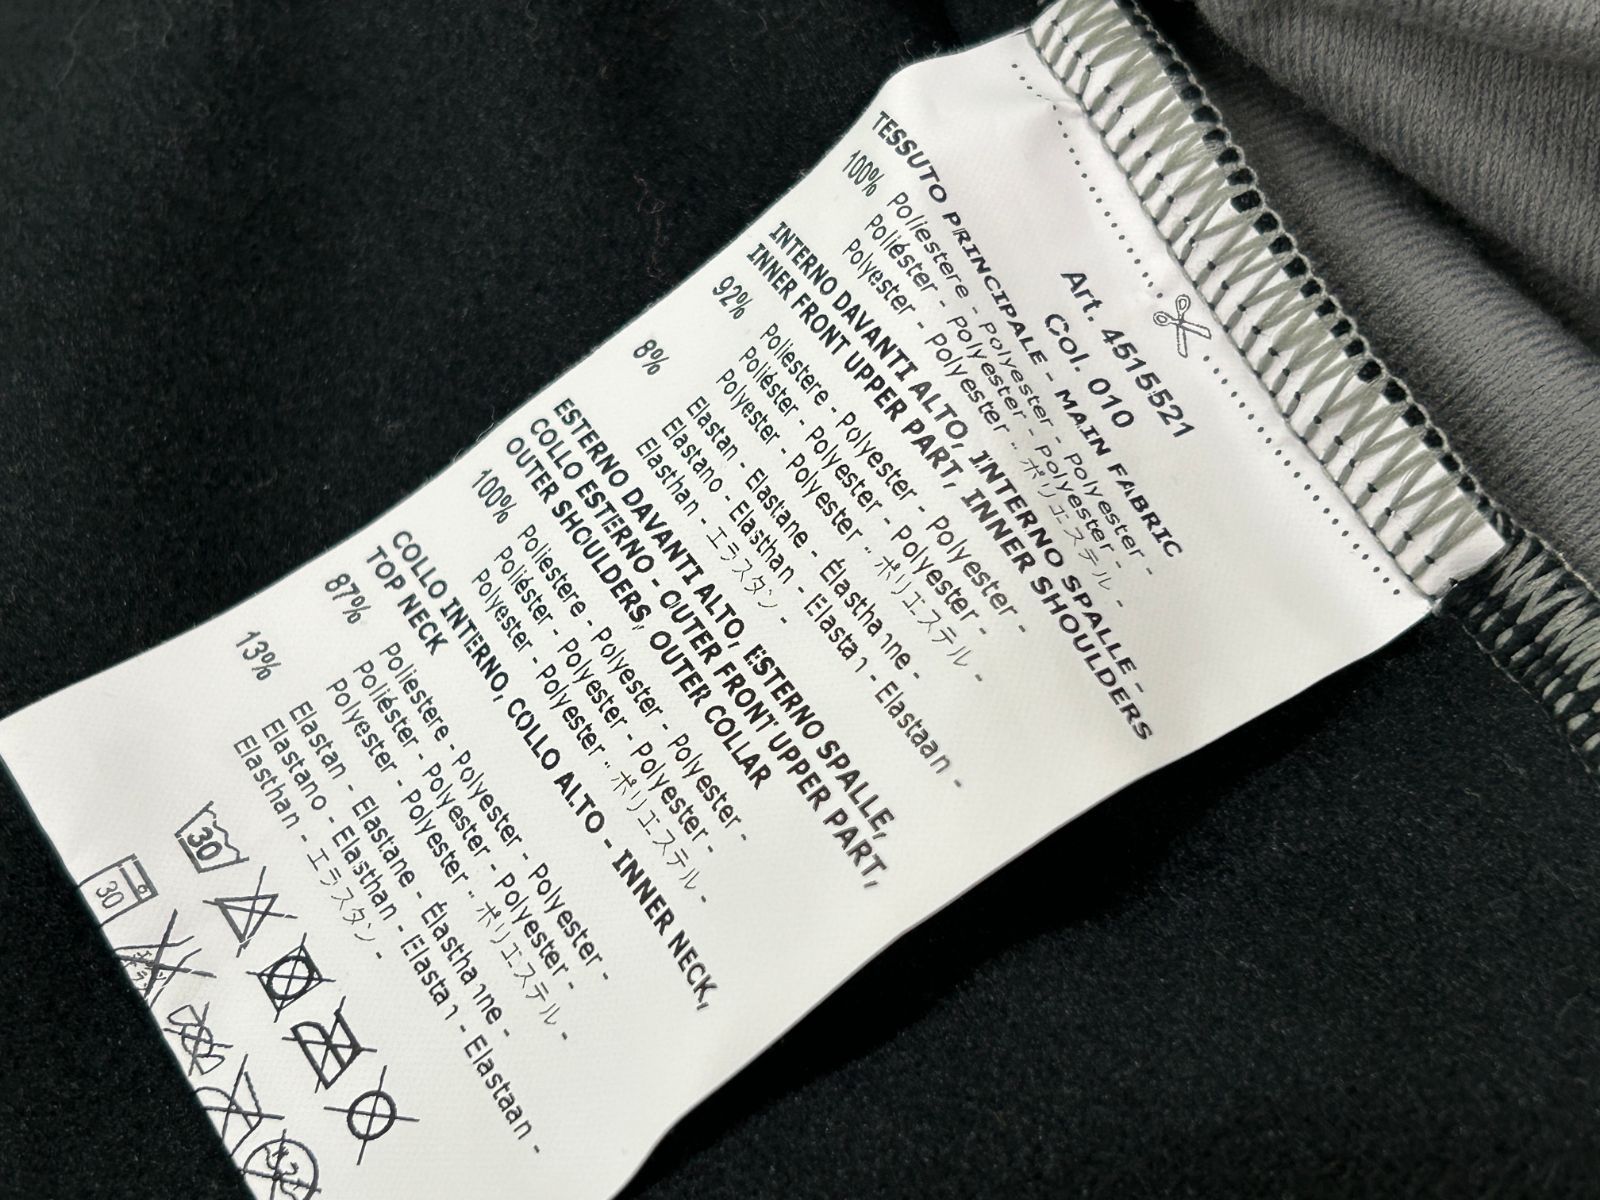 Art. 4515521
Col. 010
TESSUTO PRINCIPALE - MAIN FABRIC
100% Poliestere - Polyester - Polyester -
Poliéster - Polyester - Polyester -
Polyester - Polyester - ポリエステル -
INTERNO DAVANTI ALTO, INTERNO SPALLE -
INNER FRONT UPPER PART, INNER SHOULDERS
92% Poliestere - Polyester - Polyester -
Poliéster - Polyester - Polyester -
Polyester - Polyester - ポリエステル -
8% Elastan - Elastane - Élasthanne -
Elastano - Elasthan - Elastan - Elastaan -
Elasthan - エラスタン -
ESTERNO DAVANTI ALTO, ESTERNO SPALLE,
COLLO ESTERNO - OUTER FRONT UPPER PART,
OUTER SHOULDERS, OUTER COLLAR
100% Poliestere - Polyester - Polyester -
Poliéster - Polyester - Polyester -
Polyester - Polyester - ポリエステル -
COLLO INTERNO, COLLO ALTO - INNER NECK,
TOP NECK
87% Poliestere - Polyester - Polyester -
Poliéster - Polyester - Polyester -
Polyester - Polyester - ポリエステル -
13% Elastan - Elastane - Élasthanne -
Elastano - Elasthan - Elastan - Elastaan -
Elasthan - エラスタン -
30
30